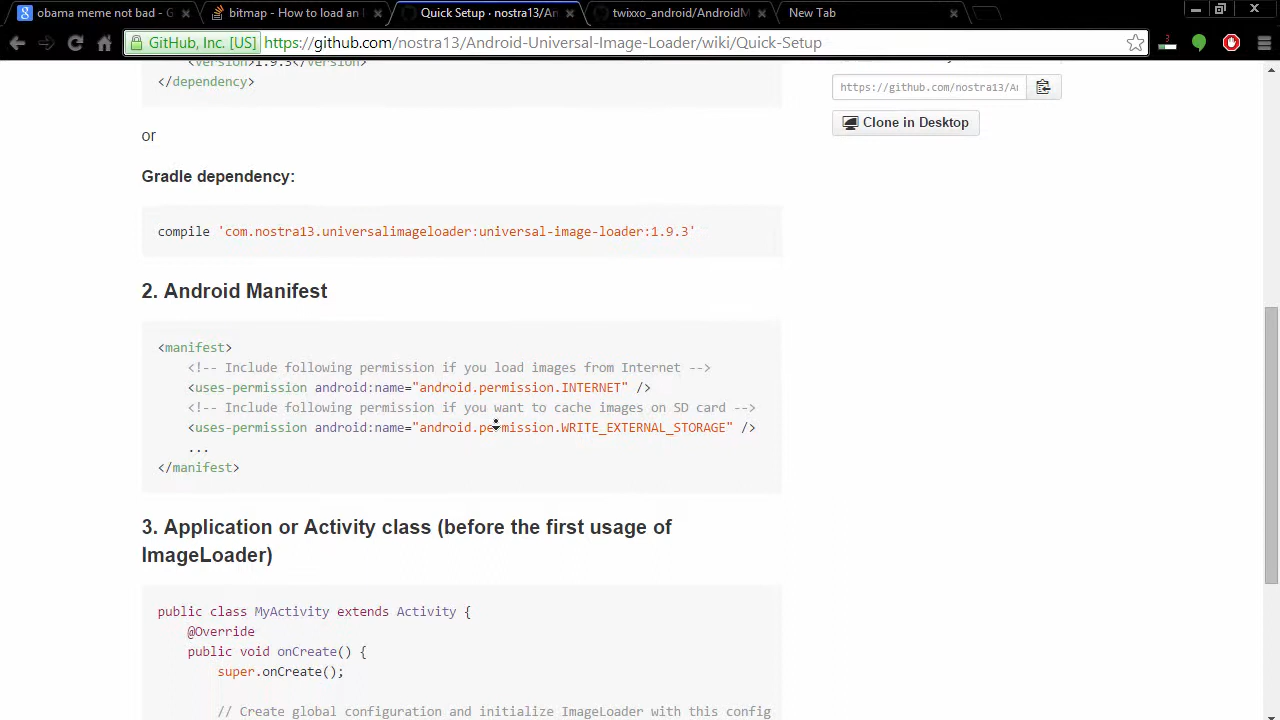 obama meme not bad - G
bitmap - How to load an
Quick Setup · nostra13/An
twixxo_android/AndroidM
New Tab
GitHub, Inc. [US]
https://github.com/nostra13/Android-Universal-Image-Loader/wiki/Quick-Setup
<version>1.9.3</version>
</dependency>
https://github.com/nostra13/An
Clone in Desktop
or
Gradle dependency:
compile 'com.nostra13.universalimageloader:universal-image-loader:1.9.3'
2. Android Manifest
<manifest>
<!-- Include following permission if you load images from Internet -->
<uses-permission android:name="android.permission.INTERNET" />
<!-- Include following permission if you want to cache images on SD card -->
<uses-permission android:name="android.permission.WRITE_EXTERNAL_STORAGE" />
...
</manifest>
3. Application or Activity class (before the first usage of
ImageLoader)
public class MyActivity extends Activity {
@Override
public void onCreate() {
super.onCreate();
// Create global configuration and initialize ImageLoader with this config